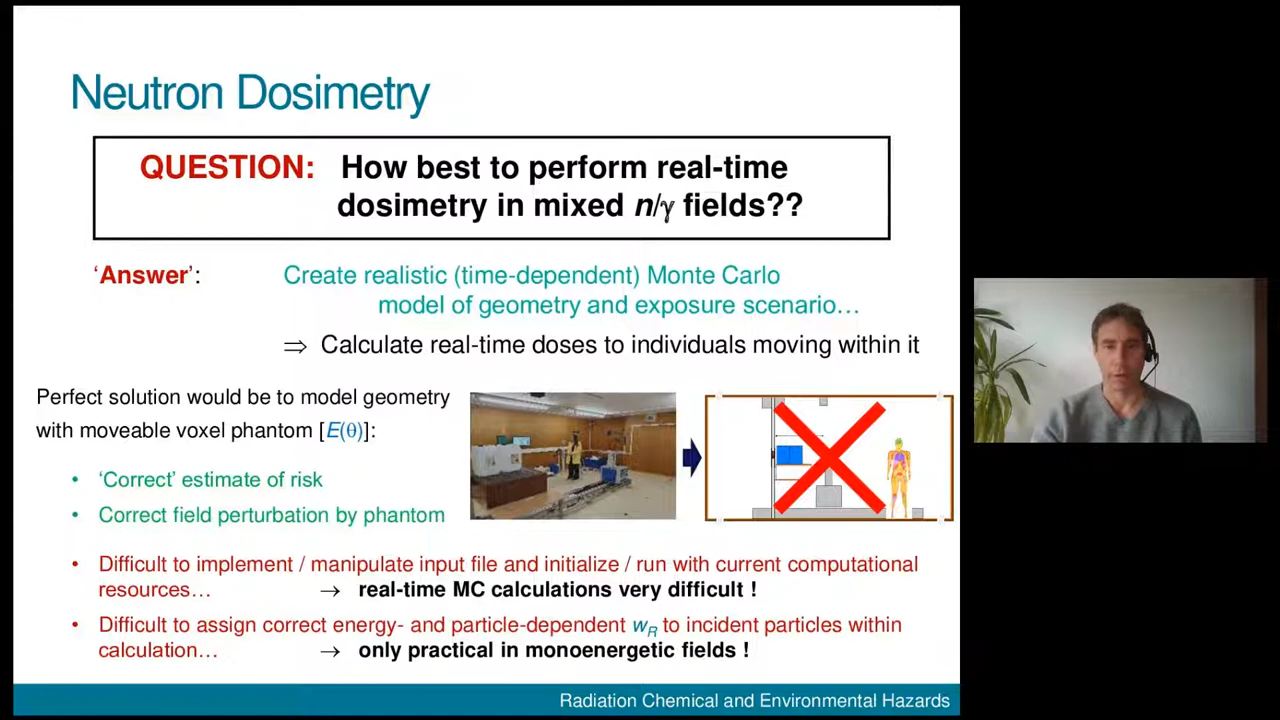 Neutron Dosimetry
QUESTION: How best to perform real-time
dosimetry in mixed n/γ fields??
‘Answer’: Create realistic (time-dependent) Monte Carlo
model of geometry and exposure scenario…
⇒ Calculate real-time doses to individuals moving within it
Perfect solution would be to model geometry
with moveable voxel phantom [E(θ)]:
• ‘Correct’ estimate of risk
• Correct field perturbation by phantom
• Difficult to implement / manipulate input file and initialize / run with current computational
resources… → real-time MC calculations very difficult !
• Difficult to assign correct energy- and particle-dependent wR to incident particles within
calculation… → only practical in monoenergetic fields !
Radiation Chemical and Environmental Hazards